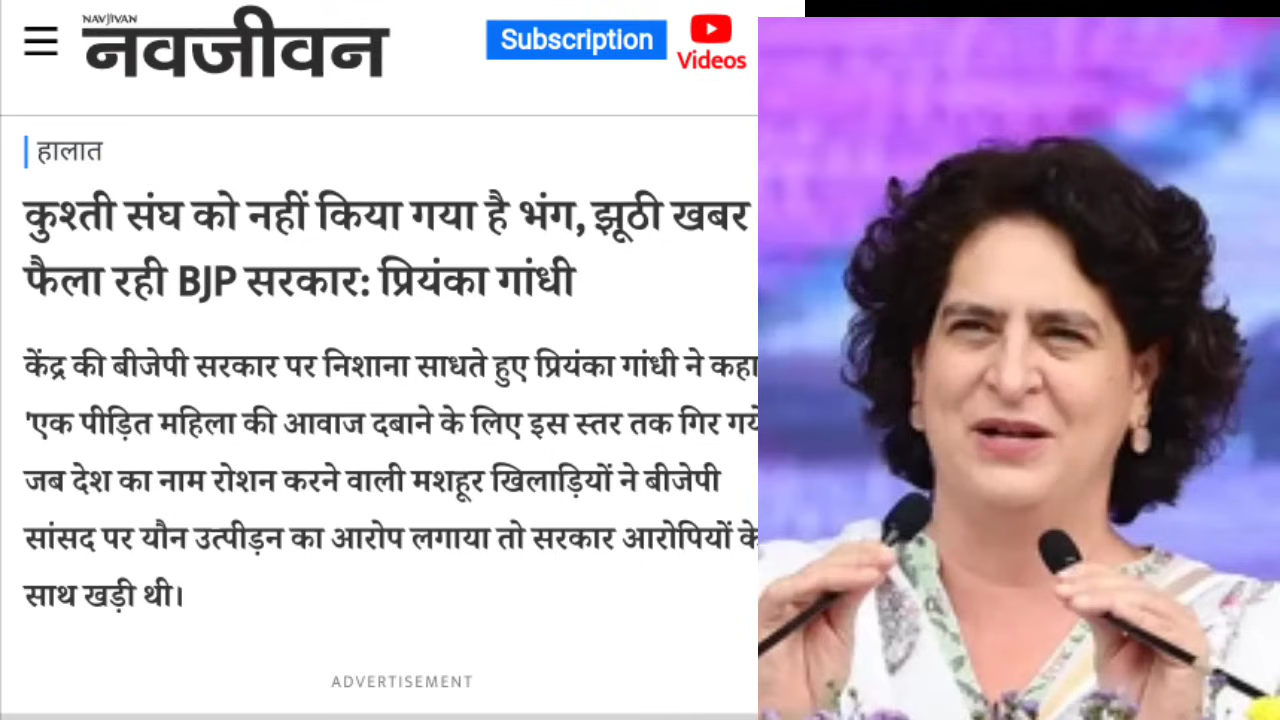 NAVJIVAN
नवजीवन
Subscription
Videos
हालात
कुश्ती संघ को नहीं किया गया है भंग, झूठी खबर
फैला रही BJP सरकार: प्रियंका गांधी
केंद्र की बीजेपी सरकार पर निशाना साधते हुए प्रियंका गांधी ने कहा
'एक पीड़ित महिला की आवाज दबाने के लिए इस स्तर तक गिर गये
जब देश का नाम रोशन करने वाली मशहूर खिलाड़ियों ने बीजेपी
सांसद पर यौन उत्पीड़न का आरोप लगाया तो सरकार आरोपियों के
साथ खड़ी थी।
ADVERTISEMENT